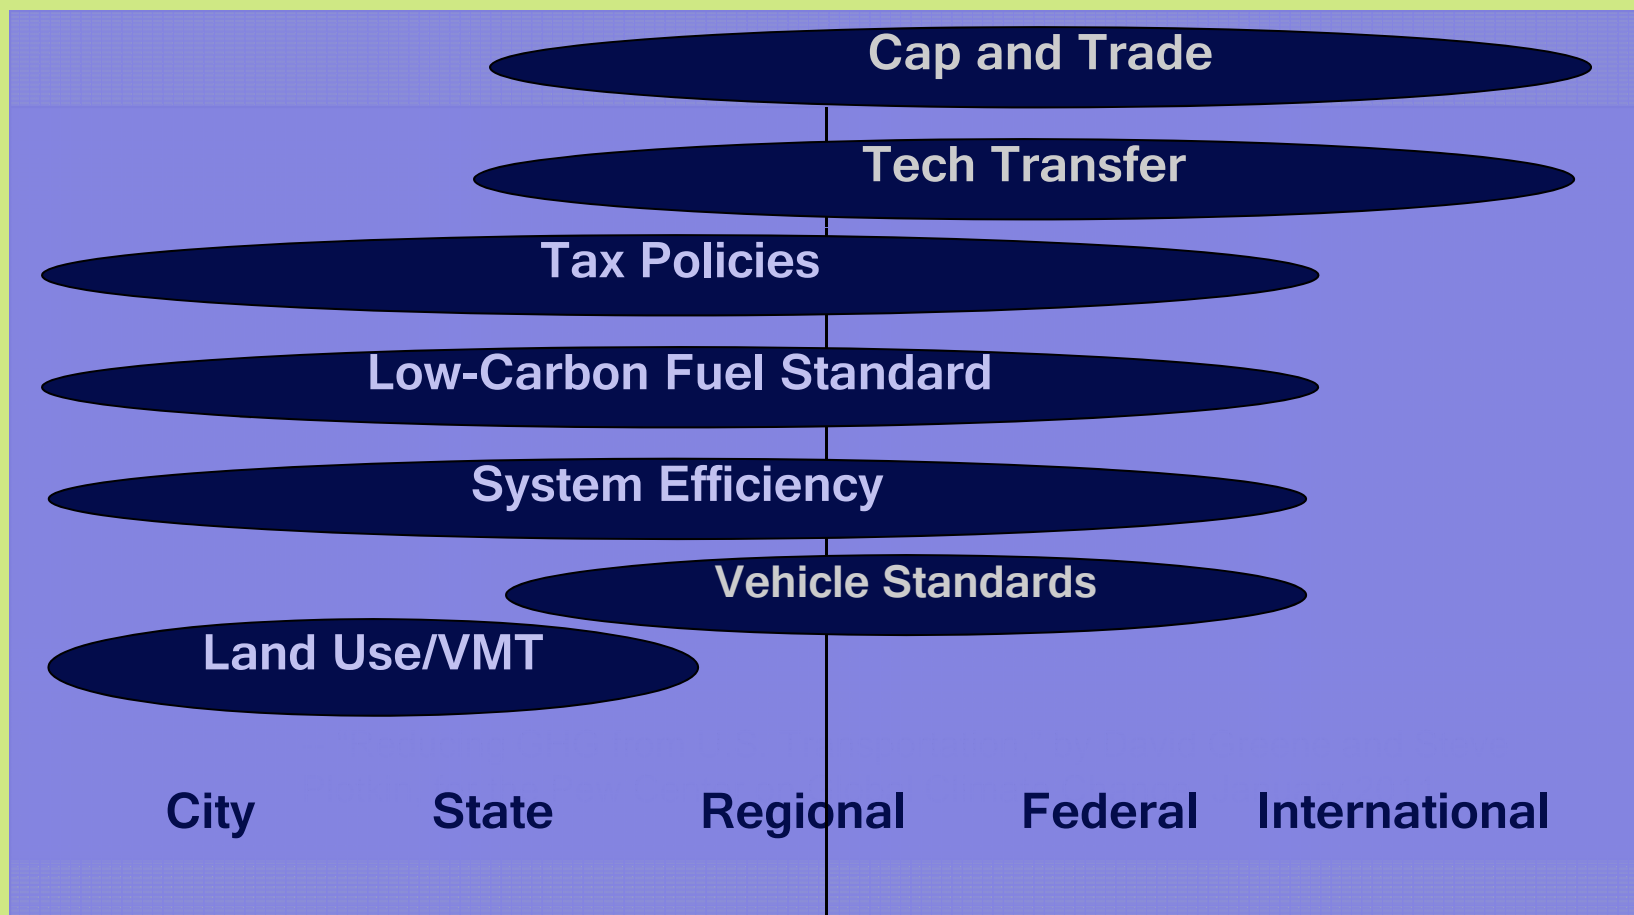 Cap and Trade
Tech Transfer
Tax Policies
Low-Carbon Fuel Standard
System Efficiency
Vehicle Standards
Land Use/VMT
City State Regional Federal International